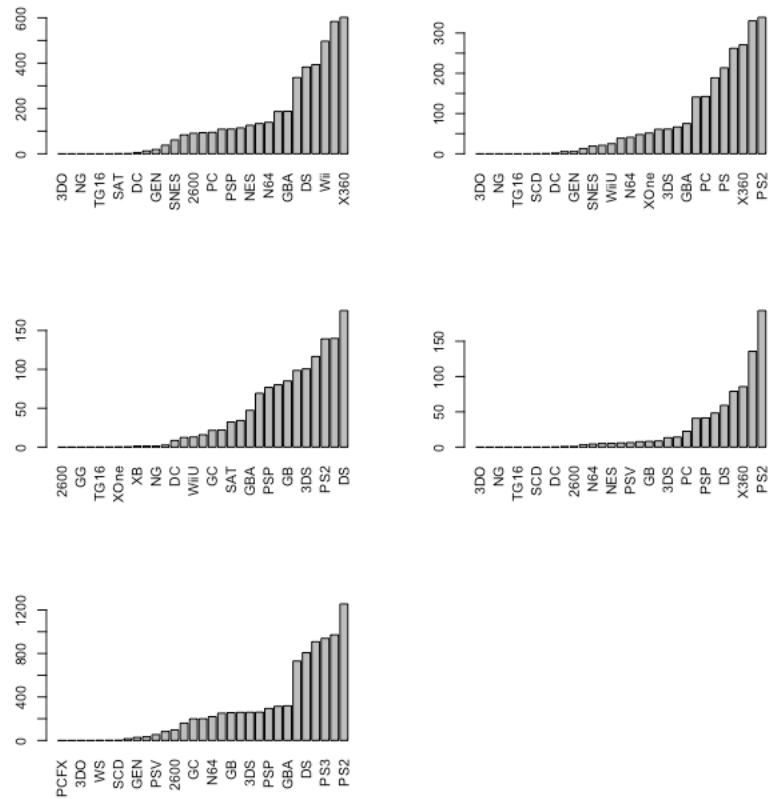 0 200 400 600
3DO NG TG16 SAT DC GEN SNES 2600 PC PSP NES N64 GBA DS Wii X360
0 100 200 300
3DO NG TG16 SCD DC GEN SNES WiiU N64 XOne 3DS GBA PC PS X360 PS2
0 50 100 150
2600 GG TG16 XOne XB NG DC WiiU GC SAT GBA PSP GB 3DS PS2 DS
0 50 100 150
3DO NG TG16 SCD DC 2600 N64 NES PSV GB 3DS PC PSP DS X360 PS2
0 400 800 1200
PCFX 3DO WS SCD GEN PSV 2600 GC N64 GB 3DS PSP GBA DS PS3 PS2